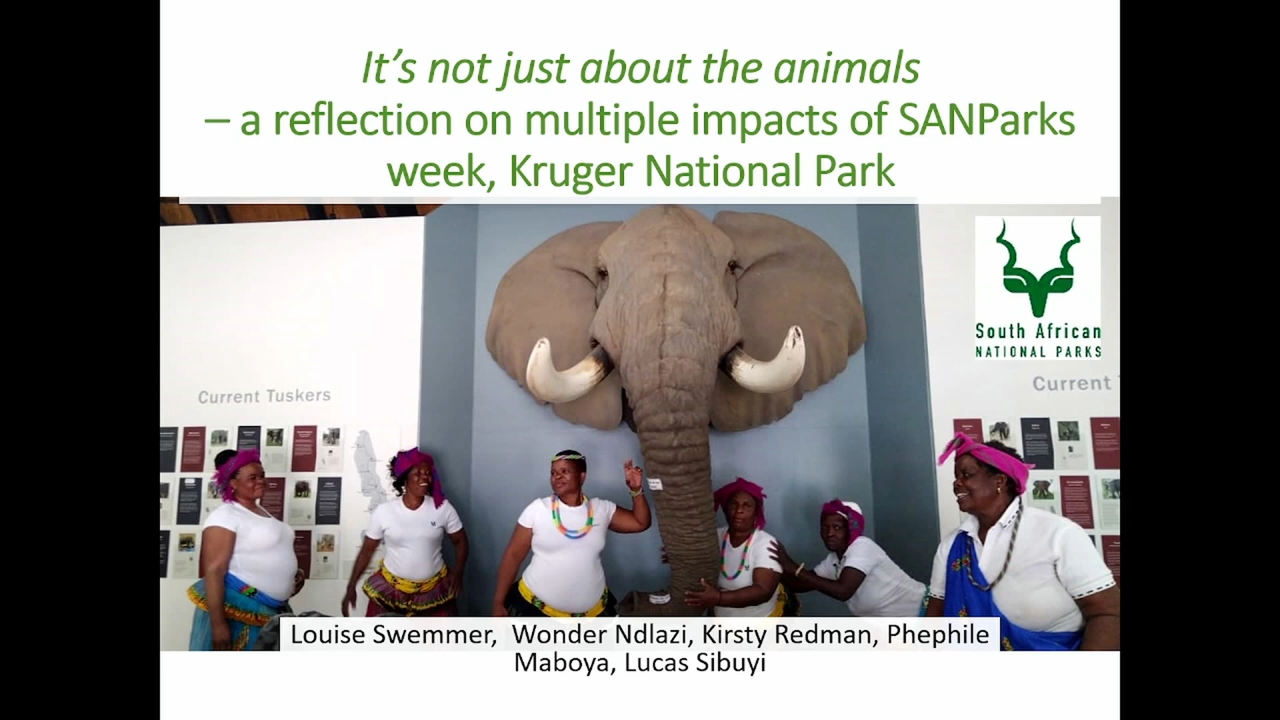 It’s not just about the animals
– a reflection on multiple impacts of SANParks
week, Kruger National Park
South African
NATIONAL PARKS
Current Tuskers
Current
Louise Swemmer,  Wonder Ndlazi, Kirsty Redman, Phephile
Maboya, Lucas Sibuyi